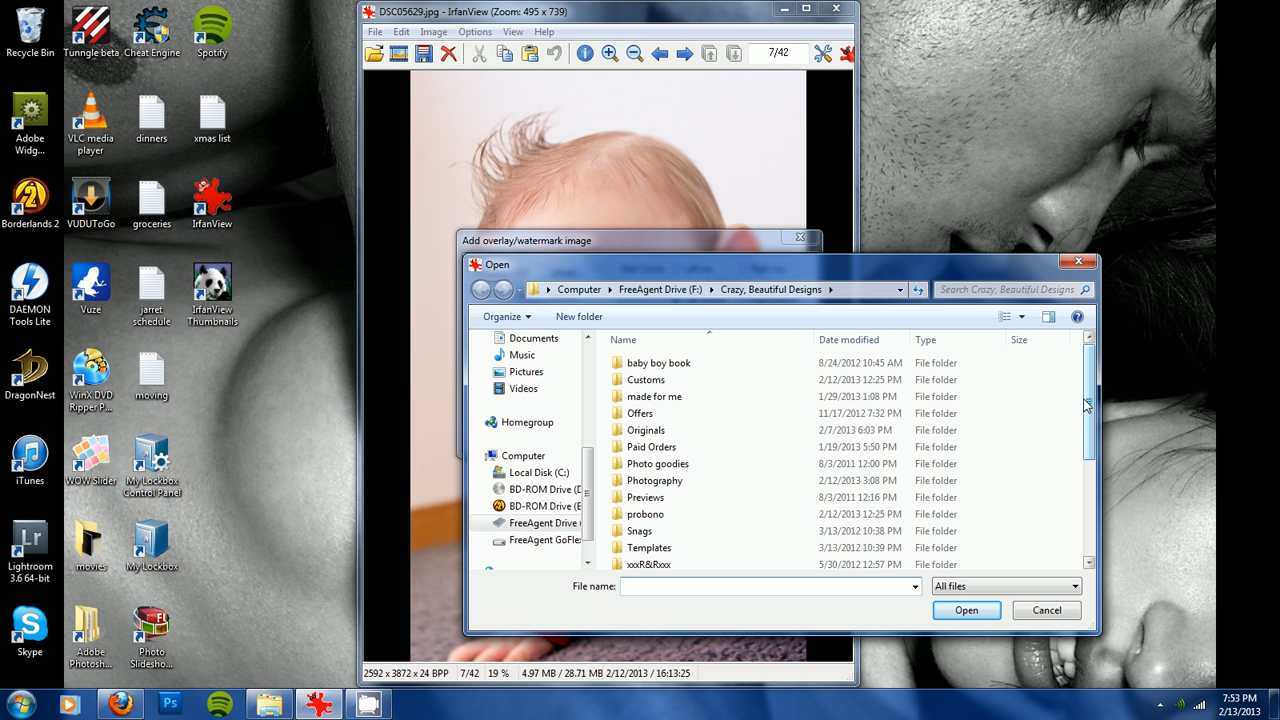 Recycle Bin
Tunngle beta
Cheat Engine
Spotify
Adobe Widg...
VLC media player
dinners
xmas list
Borderlands 2
VUDUToGo
groceries
IrfanView
DAEMON Tools Lite
Vuze
jarret schedule
IrfanView Thumbnails
DragonNest
WinX DVD Ripper P...
moving
iTunes
WOW Slider
My Lockbox Control Panel
Lr
Lightroom 3.6 64-bit
movies
My Lockbox
Skype
Adobe Photosh...
Photo Slidesho...
DSC05629.jpg - IrfanView (Zoom: 495 x 739)
File Edit Image Options View Help
7/42
Add overlay/watermark image
Open
Computer FreeAgent Drive (F:) Crazy, Beautiful Designs
Search Crazy, Beautiful Designs
Organize New folder
Documents
Music
Pictures
Videos
Homegroup
Computer
Local Disk (C:)
BD-ROM Drive (D
BD-ROM Drive (E
FreeAgent Drive (
FreeAgent GoFle
Name Date modified Type Size
baby boy book 8/24/2012 10:45 AM File folder
Customs 2/12/2013 12:25 PM File folder
made for me 1/29/2013 1:08 PM File folder
Offers 11/17/2012 7:32 PM File folder
Originals 2/7/2013 6:03 PM File folder
Paid Orders 1/19/2013 5:50 PM File folder
Photo goodies 8/3/2011 12:00 PM File folder
Photography 2/12/2013 3:08 PM File folder
Previews 8/3/2011 12:16 PM File folder
probono 2/12/2013 12:25 PM File folder
Snags 3/13/2012 10:38 PM File folder
Templates 3/13/2012 10:39 PM File folder
xxxR&Rxxx 5/30/2012 12:57 PM File folder
File name:
All files
Open Cancel
2592 x 3872 x 24 BPP 7/42 19 % 4.97 MB / 28.71 MB 2/12/2013 / 16:13:25
Ps
7:53 PM
2/13/2013